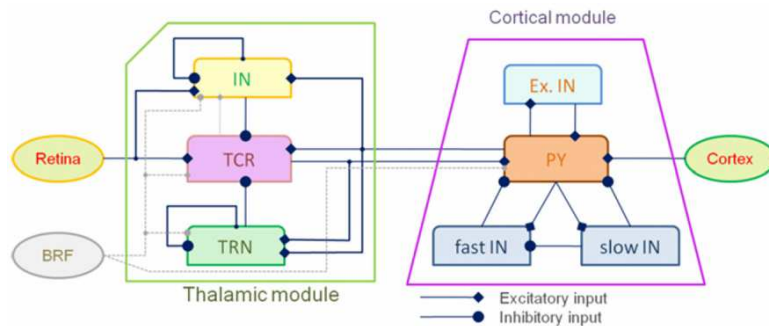 Cortical module
IN
Ex. IN
Retina
TCR
PY
Cortex
BRF
TRN
fast IN
slow IN
Thalamic module
Excitatory input
Inhibitory input